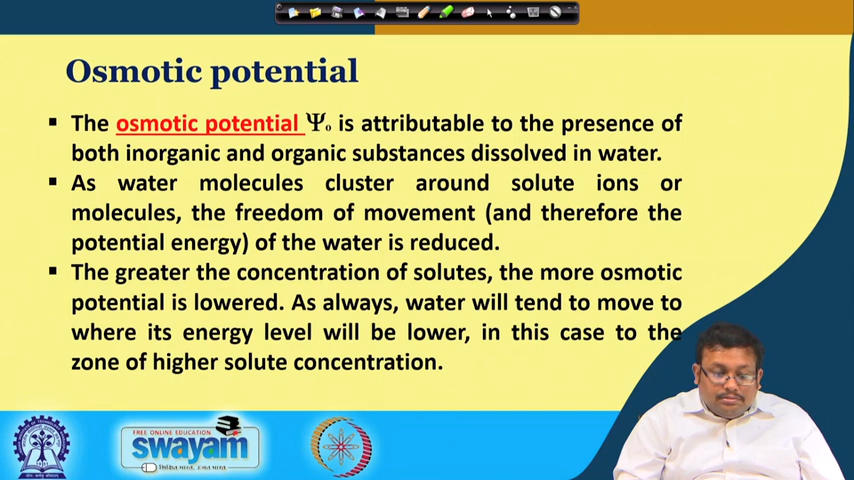 Osmotic potential
▪ The osmotic potential Ψₒ is attributable to the presence of
both inorganic and organic substances dissolved in water.
▪ As water molecules cluster around solute ions or
molecules, the freedom of movement (and therefore the
potential energy) of the water is reduced.
▪ The greater the concentration of solutes, the more osmotic
potential is lowered. As always, water will tend to move to
where its energy level will be lower, in this case to the
zone of higher solute concentration.
FREE ONLINE EDUCATION
swayam